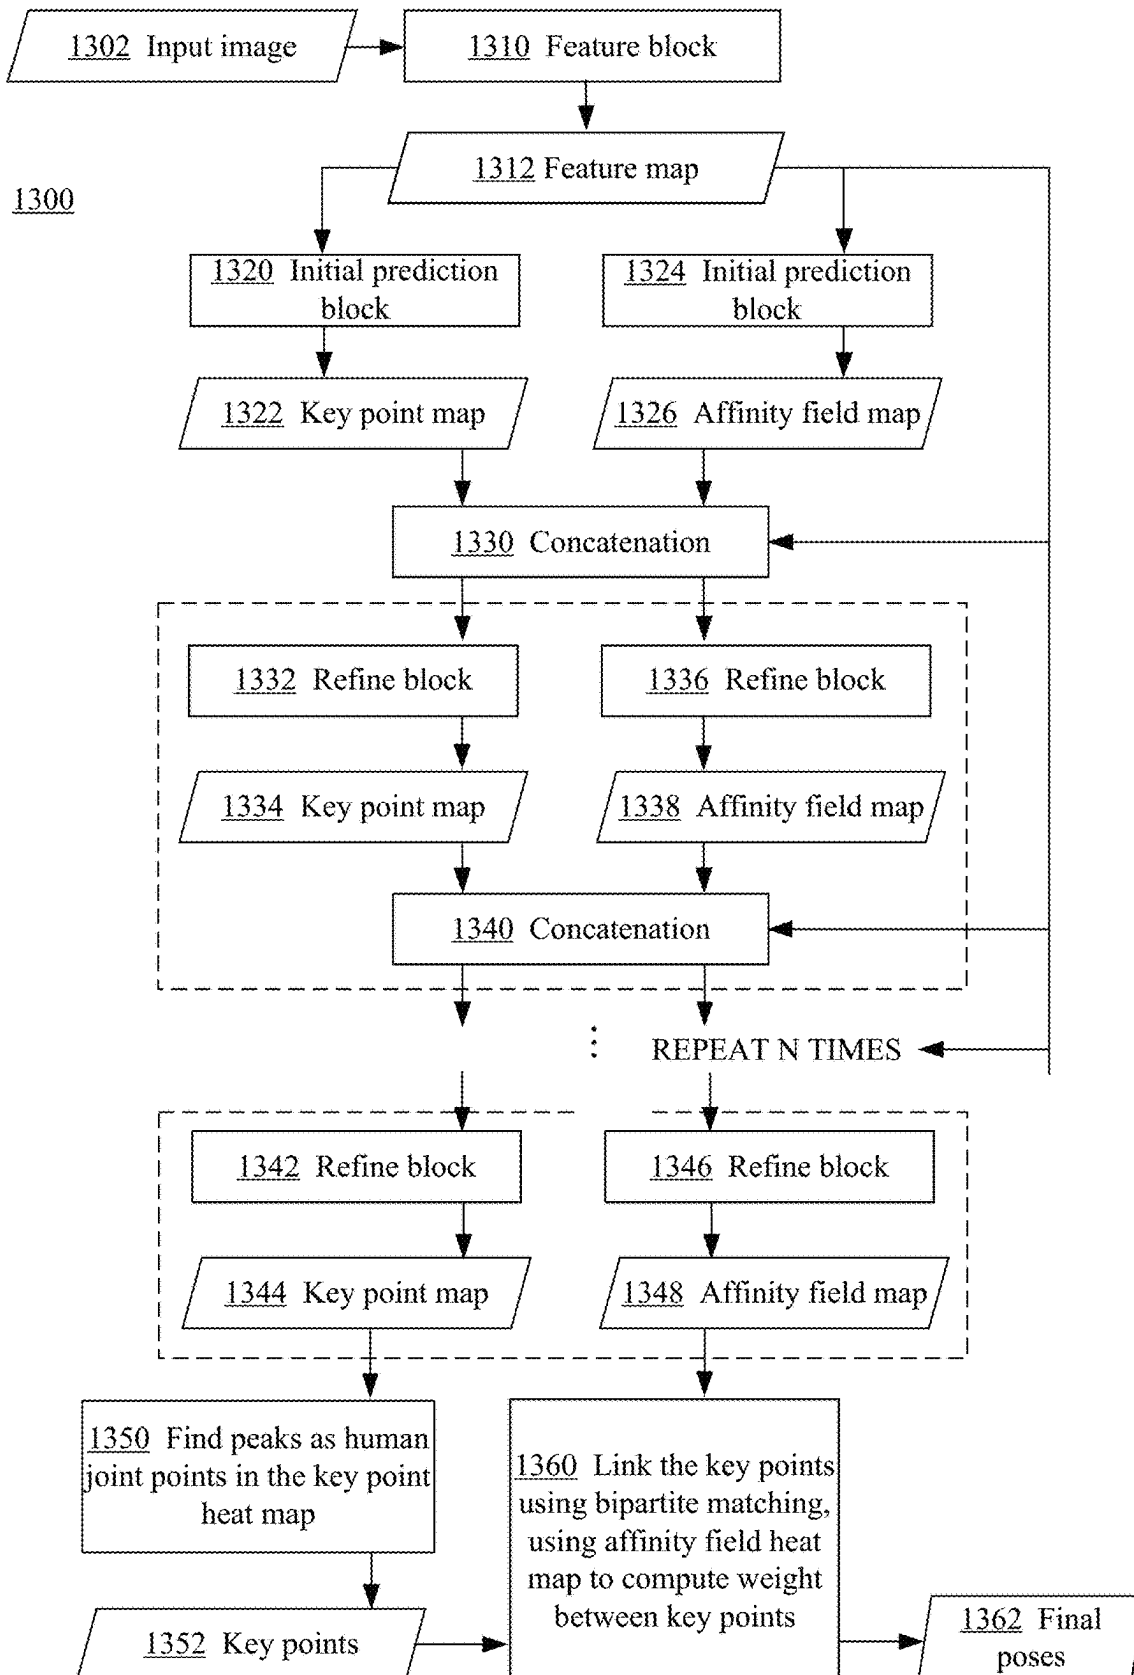 1302 Input image
1310 Feature block
1312 Feature map
1300
1320 Initial prediction
block
1324 Initial prediction
block
1322 Key point map
1326 Affinity field map
1330 Concatenation
1332 Refine block
1336 Refine block
1334 Key point map
1338 Affinity field map
1340 Concatenation
⋮ REPEAT N TIMES
1342 Refine block
1346 Refine block
1344 Key point map
1348 Affinity field map
1350 Find peaks as human
joint points in the key point
heat map
1360 Link the key points
using bipartite matching,
using affinity field heat
map to compute weight
between key points
1352 Key points
1362 Final
poses